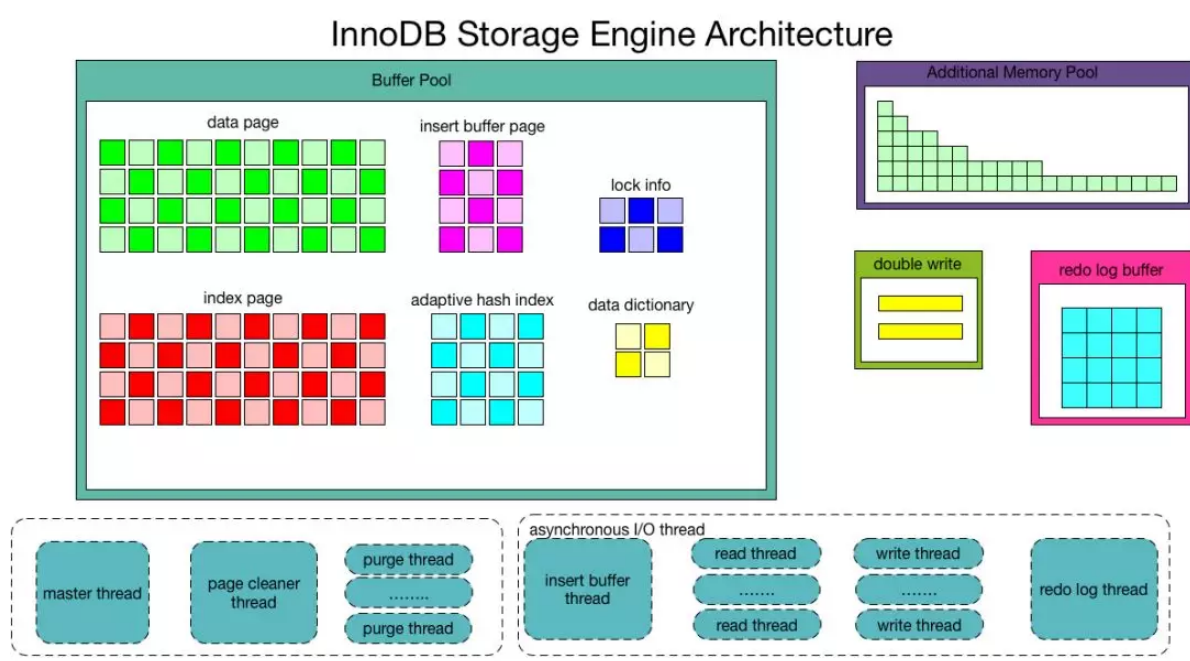 InnoDB Storage Engine Architecture
Buffer Pool
Additional Memory Pool
data page
insert buffer page
lock info
double write
redo log buffer
index page
adaptive hash index
data dictionary
asynchronous I/O thread
master thread
page cleaner
thread
purge thread
........
purge thread
insert buffer
thread
read thread
.......
read thread
write thread
.......
write thread
redo log thread